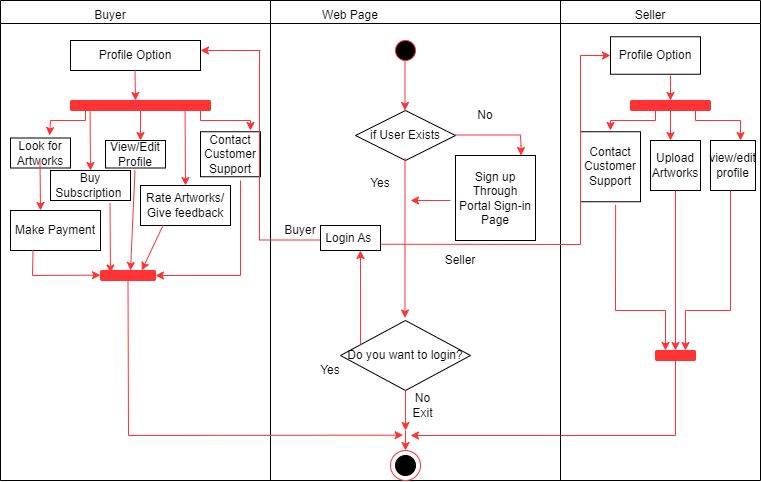 Buyer
Web Page
Seller
Profile Option
Look for
Artworks
Buy
Subscription
View/Edit
Profile
Rate Artworks/
Give feedback
Contact
Customer
Support
Make Payment
if User Exists
No
Yes
Sign up
Through
Portal Sign-in
Page
Buyer
Login As
Seller
Do you want to login?
Yes
No
Exit
Profile Option
Contact
Customer
Support
Upload
Artworks
view/edit
profile